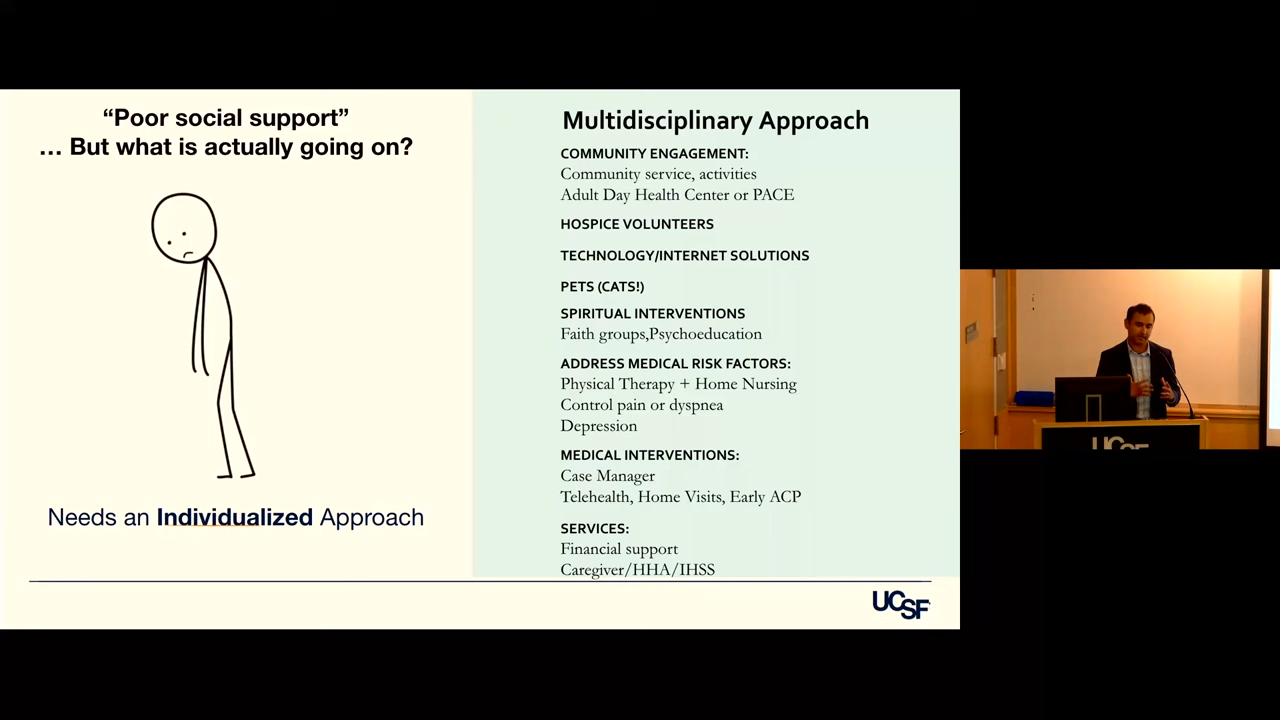 “Poor social support”
… But what is actually going on?
Needs an Individualized Approach
Multidisciplinary Approach
COMMUNITY ENGAGEMENT:
Community service, activities
Adult Day Health Center or PACE
HOSPICE VOLUNTEERS
TECHNOLOGY/INTERNET SOLUTIONS
PETS (CATS!)
SPIRITUAL INTERVENTIONS
Faith groups,Psychoeducation
ADDRESS MEDICAL RISK FACTORS:
Physical Therapy + Home Nursing
Control pain or dyspnea
Depression
MEDICAL INTERVENTIONS:
Case Manager
Telehealth, Home Visits, Early ACP
SERVICES:
Financial support
Caregiver/HHA/IHSS
UCSF
UCSF